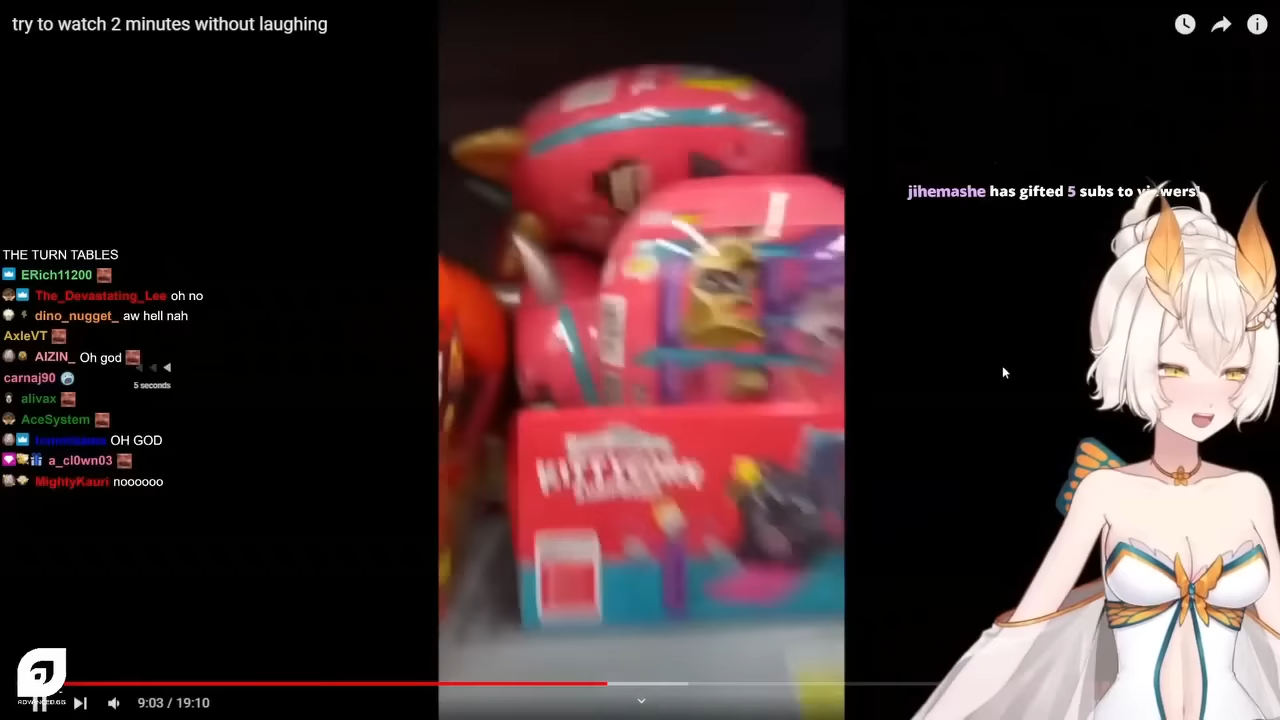 try to watch 2 minutes without laughing
jihemashe has gifted 5 subs to viewers!
THE TURN TABLES
ERich11200
The_Devastating_Lee oh no
dino_nugget_ aw hell nah
AxleVT
AIZIN_ Oh god
carnaj90
5 seconds
alivax
AceSystem
OH GOD
a_cl0wn03
MightyKauri noooooo
9:03 / 19:10